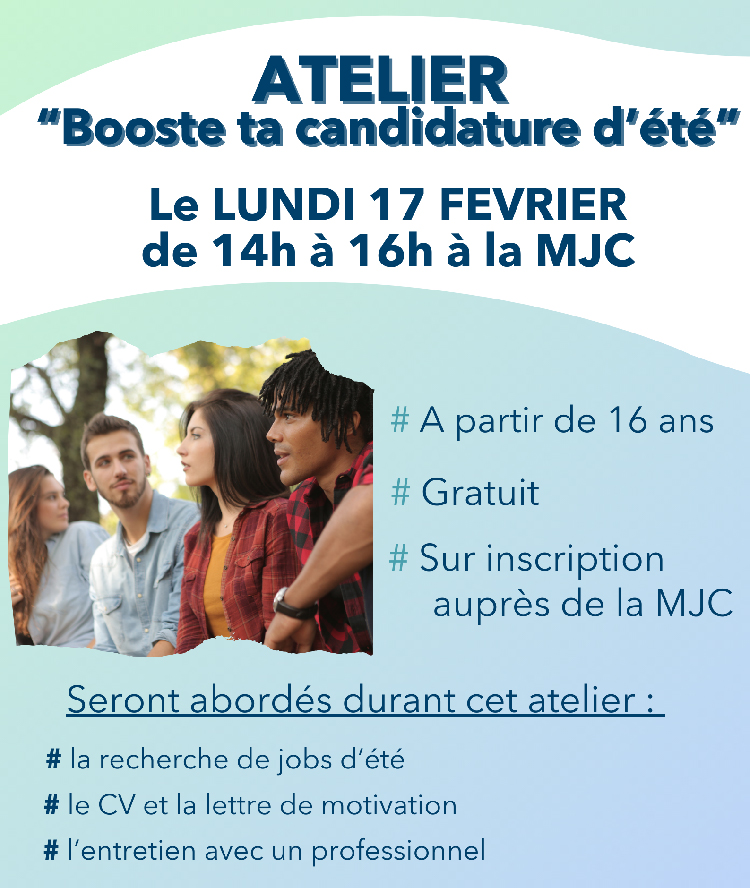 ATELIER
“Booste ta candidature d’été”
Le LUNDI 17 FEVRIER
de 14h à 16h à la MJC
# A partir de 16 ans
# Gratuit
# Sur inscription
auprès de la MJC
Seront abordés durant cet atelier :
# la recherche de jobs d’été
# le CV et la lettre de motivation
# l’entretien avec un professionnel